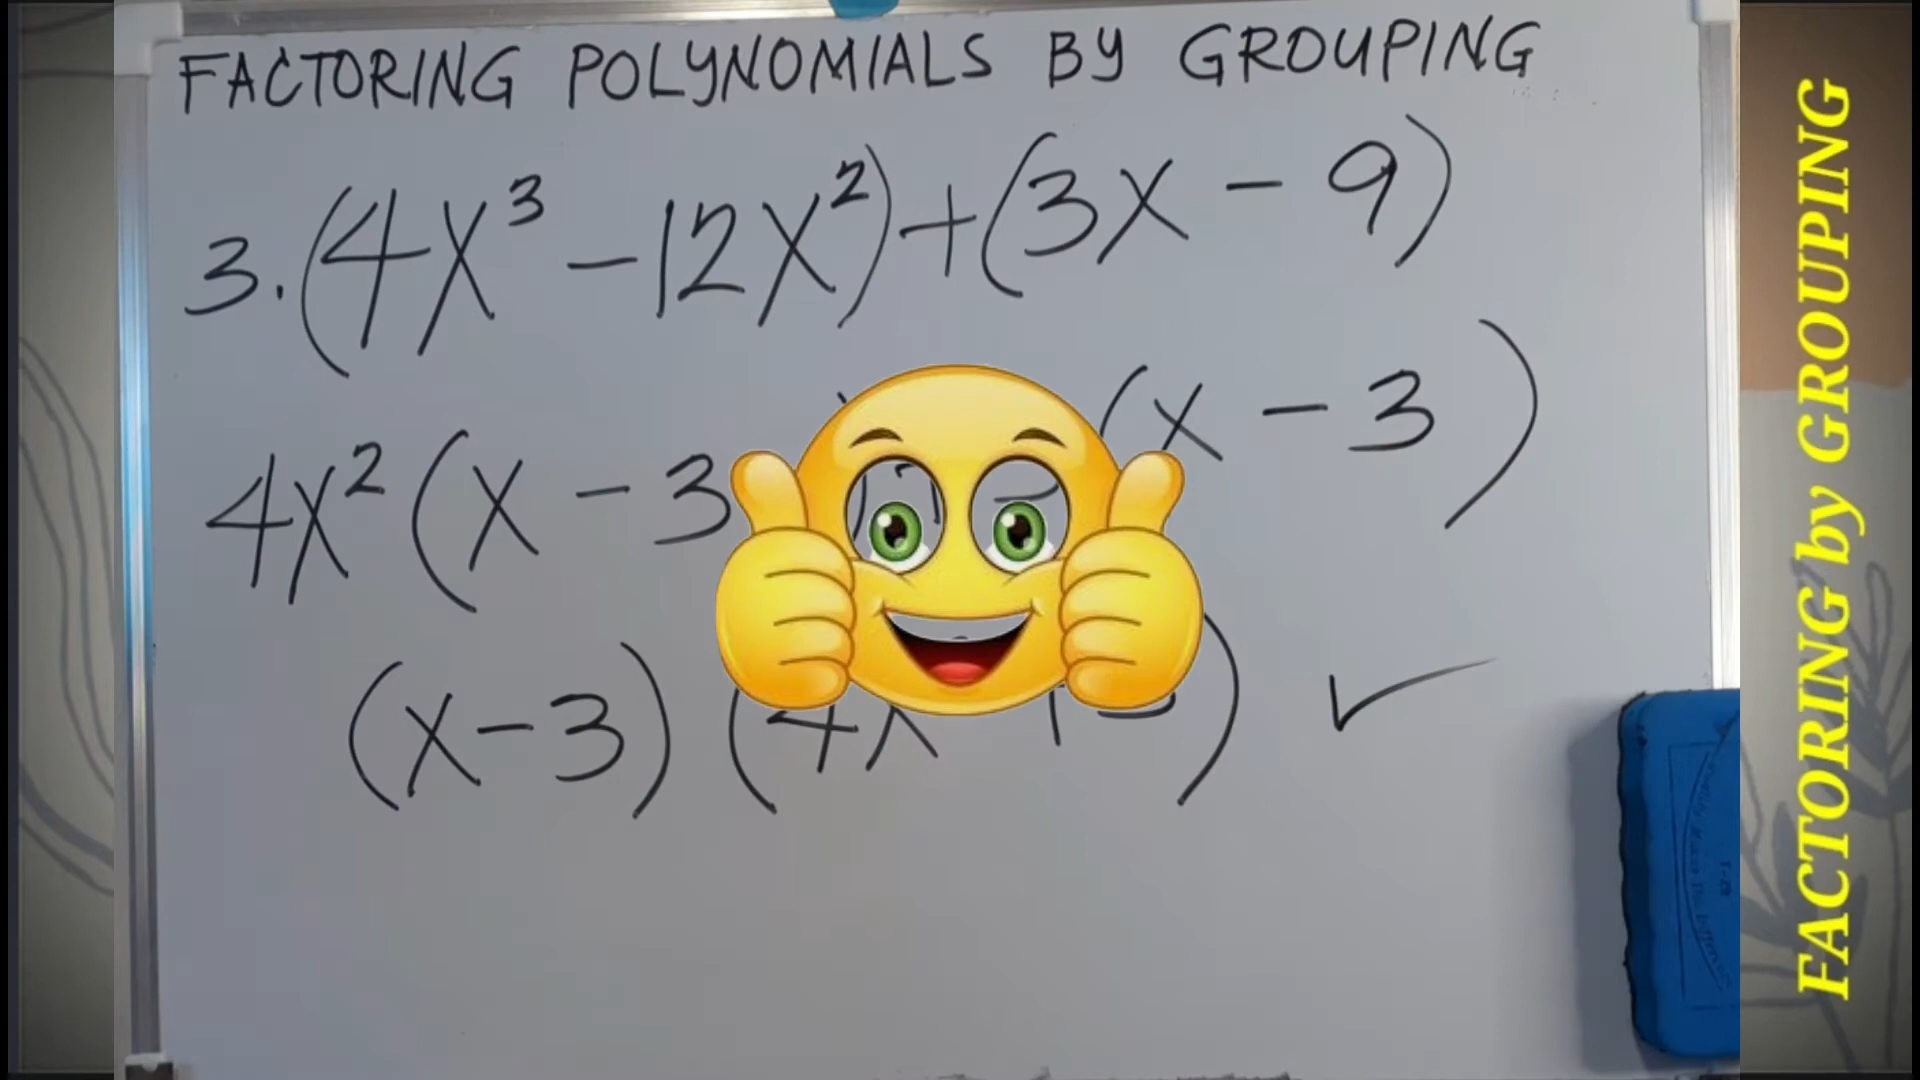 FACTORING POLYNOMIALS BY GROUPING
3. (4X³ - 12X²) + (3X - 9)
4X² (X - 3 (X - 3)
(X - 3) (4X )
FACTORING by GROUPING